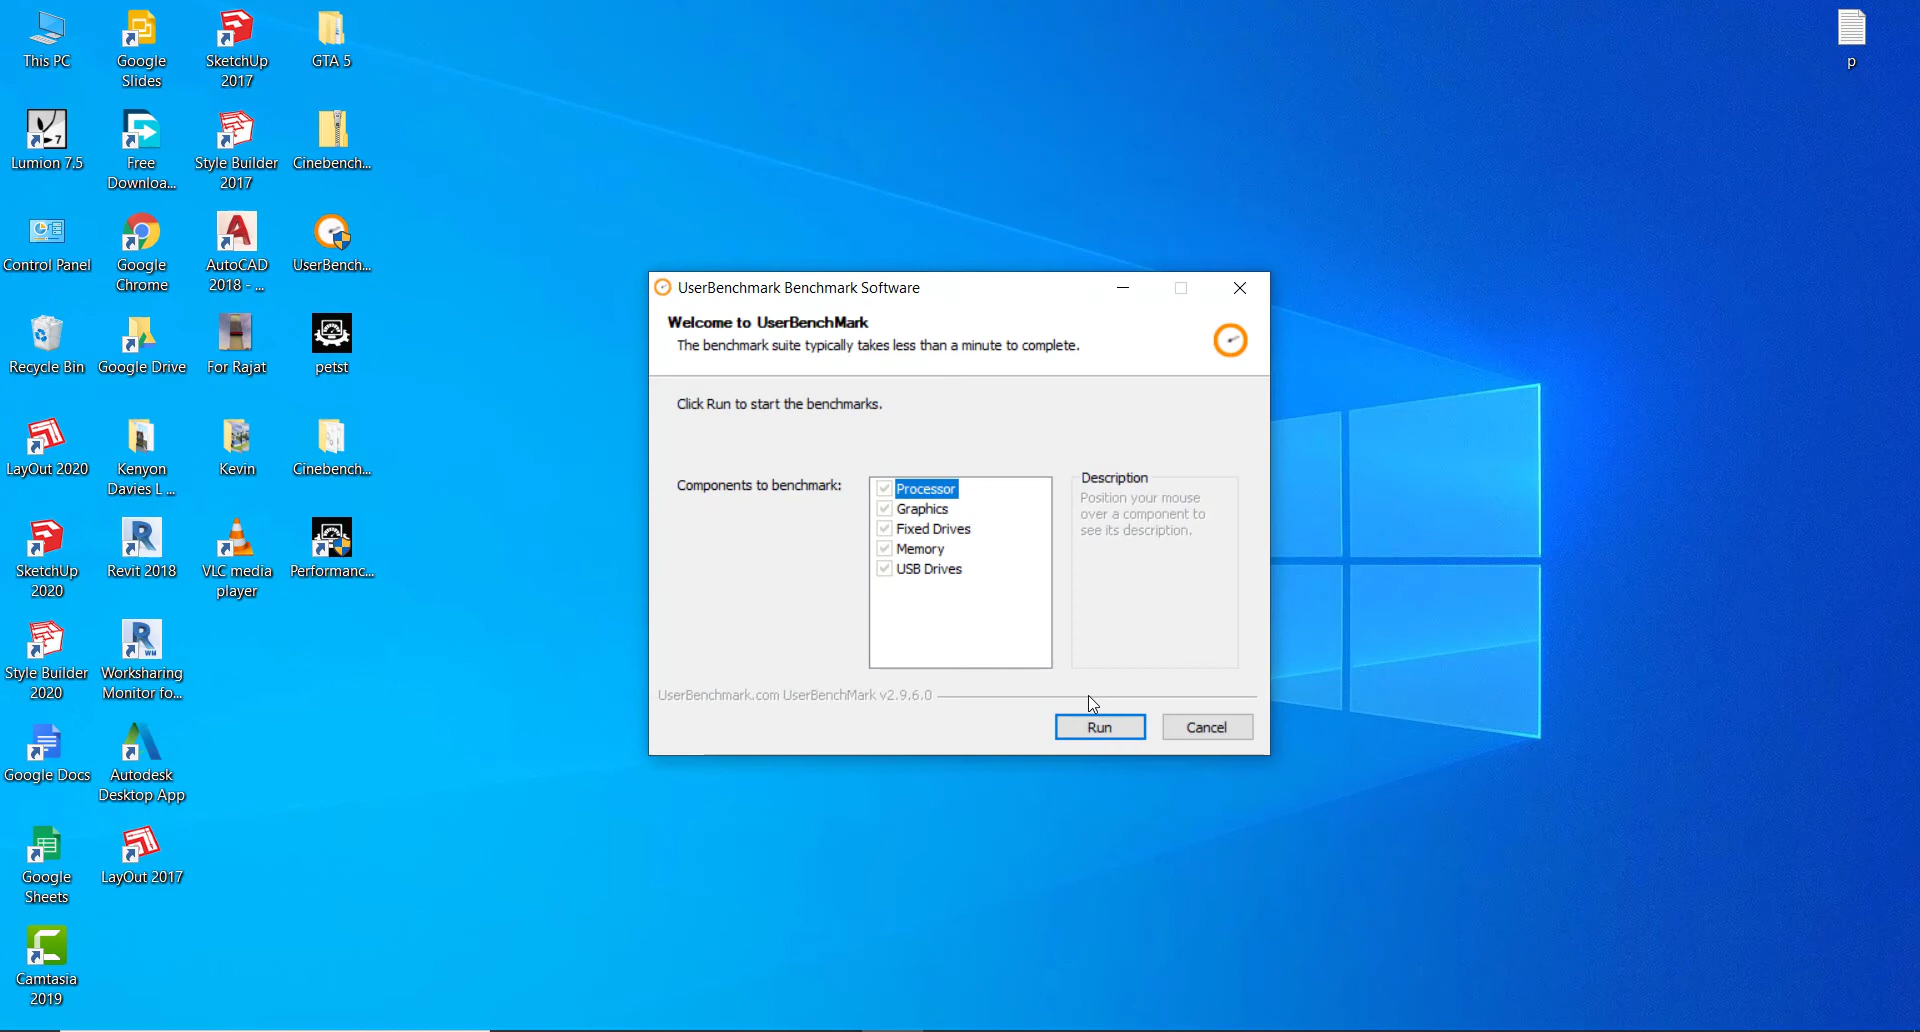 This PC
Google
Slides
SketchUp
2017
GTA 5
p
Lumion 7.5
Free
Downloa...
Style Builder
2017
Cinebench...
Control Panel
Google
Chrome
AutoCAD
2018 - ...
UserBench...
Recycle Bin
Google Drive
For Rajat
petst
LayOut 2020
Kenyon
Davies L ...
Kevin
Cinebench...
SketchUp
2020
Revit 2018
VLC media
player
Performanc...
Style Builder
2020
Worksharing
Monitor fo...
Google Docs
Autodesk
Desktop App
Google
Sheets
LayOut 2017
Camtasia
2019
UserBenchmark Benchmark Software
Welcome to UserBenchMark
The benchmark suite typically takes less than a minute to complete.
Click Run to start the benchmarks.
Components to benchmark:
Processor
Graphics
Fixed Drives
Memory
USB Drives
Description
Position your mouse
over a component to
see its description.
UserBenchmark.com UserBenchMark v2.9.6.0
Run
Cancel